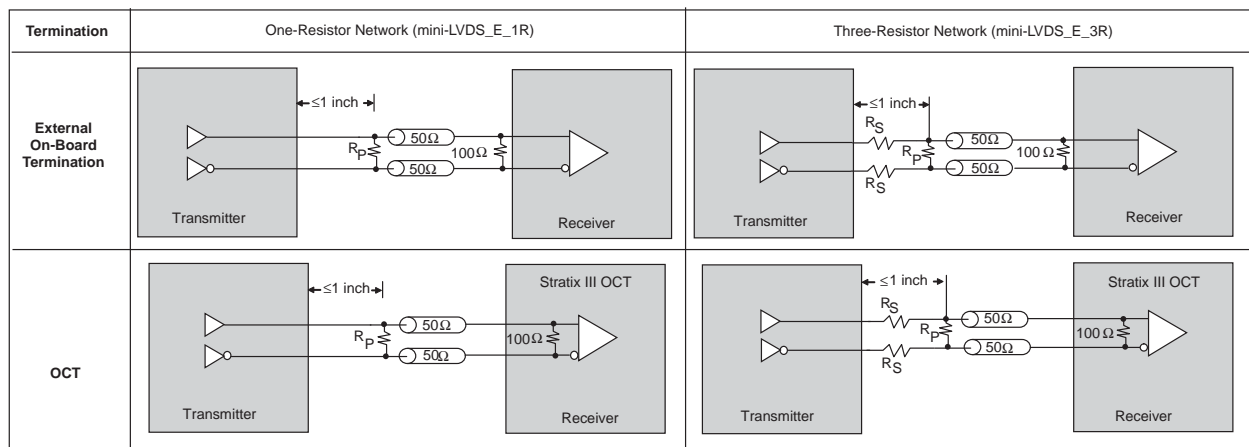 Termination
One-Resistor Network (mini-LVDS_E_1R)
Three-Resistor Network (mini-LVDS_E_3R)
External
On-Board
Termination
≤1 inch
RP
50Ω
50Ω
100Ω
Transmitter
Receiver
≤1 inch
RS
RS
RP
50Ω
50Ω
100Ω
Transmitter
Receiver
OCT
≤1 inch
RP
50Ω
50Ω
Stratix III OCT
100Ω
Transmitter
Receiver
≤1 inch
RS
RS
RP
50Ω
50Ω
Stratix III OCT
100Ω
Transmitter
Receiver